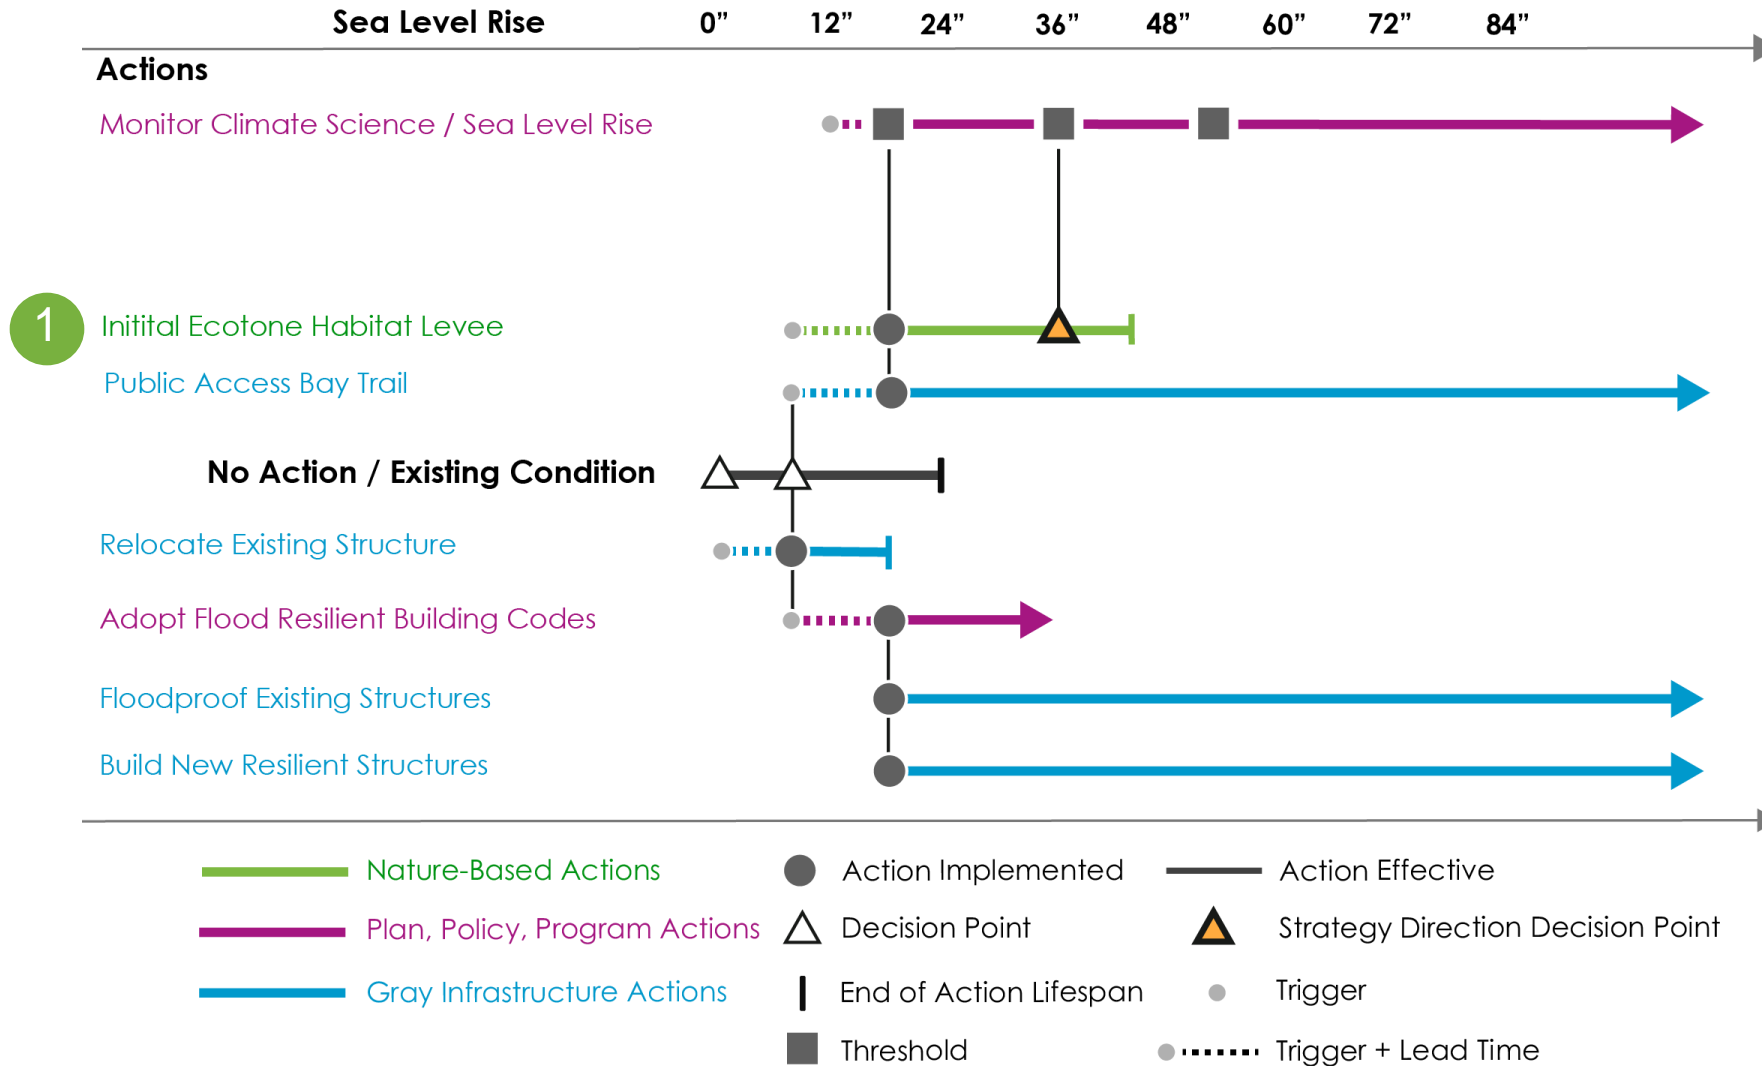 Sea Level Rise 0” 12” 24” 36” 48” 60” 72” 84”
Actions
Monitor Climate Science / Sea Level Rise
1 Initital Ecotone Habitat Levee
Public Access Bay Trail
No Action / Existing Condition
Relocate Existing Structure
Adopt Flood Resilient Building Codes
Floodproof Existing Structures
Build New Resilient Structures
Nature-Based Actions Action Implemented Action Effective
Plan, Policy, Program Actions Decision Point Strategy Direction Decision Point
Gray Infrastructure Actions End of Action Lifespan Trigger
Threshold Trigger + Lead Time